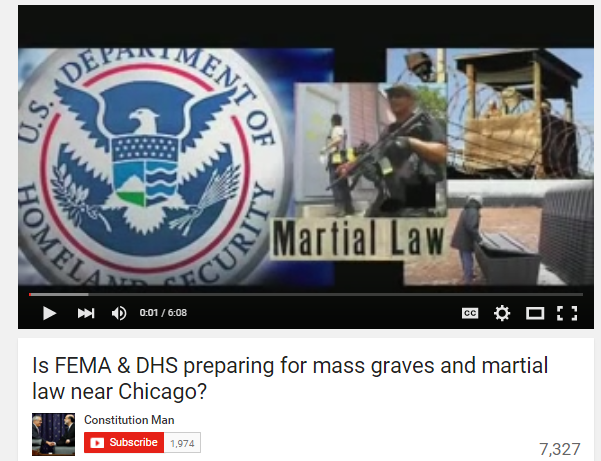 U.S. DEPARTMENT OF
HOMELAND SECURITY
Martial Law
0:01 / 6:08
CC
Is FEMA & DHS preparing for mass graves and martial
law near Chicago?
Constitution Man
Subscribe 1,974
7,327